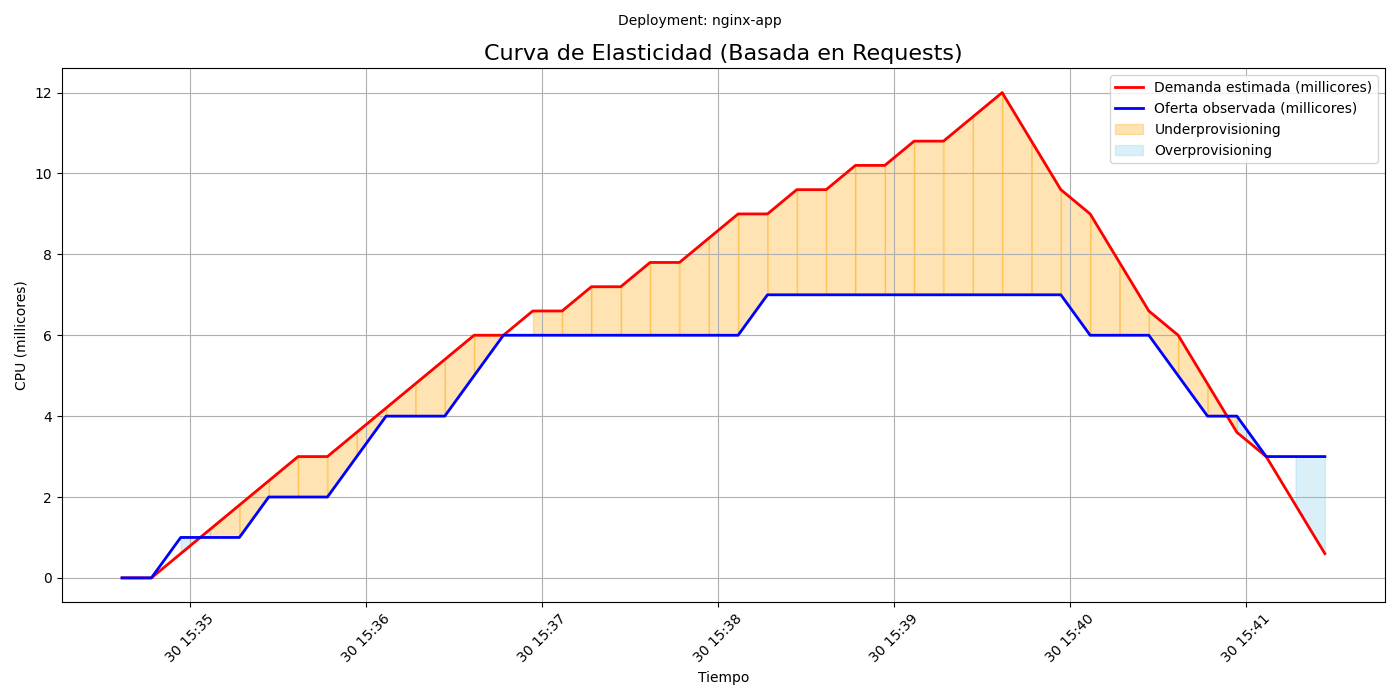 Deployment: nginx-app
Curva de Elasticidad (Basada en Requests)
Demanda estimada (millicores)
Oferta observada (millicores)
Underprovisioning
Overprovisioning
CPU (millicores)
12
10
8
6
4
2
0
30 15:35
30 15:36
30 15:37
30 15:38
30 15:39
30 15:40
30 15:41
Tiempo